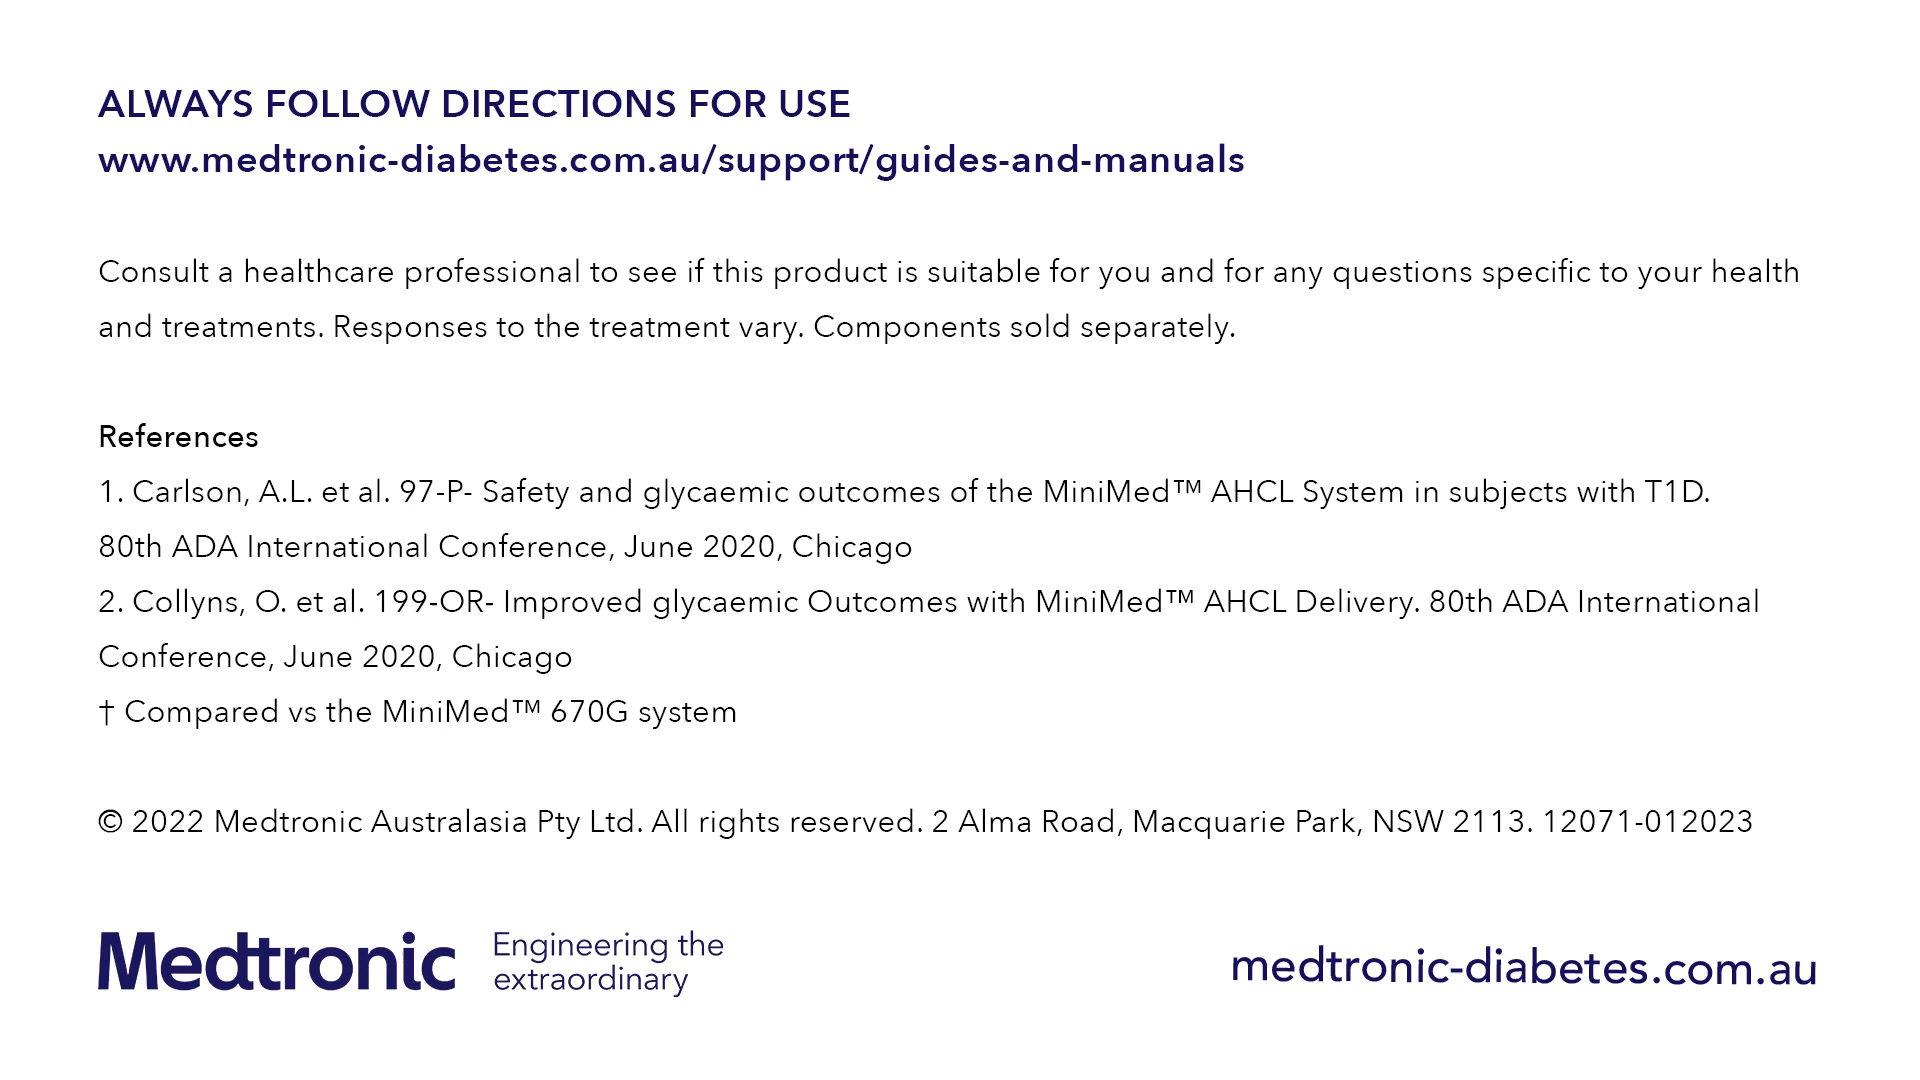 ALWAYS FOLLOW DIRECTIONS FOR USE
www.medtronic-diabetes.com.au/support/guides-and-manuals
Consult a healthcare professional to see if this product is suitable for you and for any questions specific to your health
and treatments. Responses to the treatment vary. Components sold separately.
References
1. Carlson, A.L. et al. 97-P- Safety and glycaemic outcomes of the MiniMed™ AHCL System in subjects with T1D.
80th ADA International Conference, June 2020, Chicago
2. Collyns, O. et al. 199-OR- Improved glycaemic Outcomes with MiniMed™ AHCL Delivery. 80th ADA International
Conference, June 2020, Chicago
† Compared vs the MiniMed™ 670G system
© 2022 Medtronic Australasia Pty Ltd. All rights reserved. 2 Alma Road, Macquarie Park, NSW 2113. 12071-012023
Medtronic
Engineering the
extraordinary
medtronic-diabetes.com.au